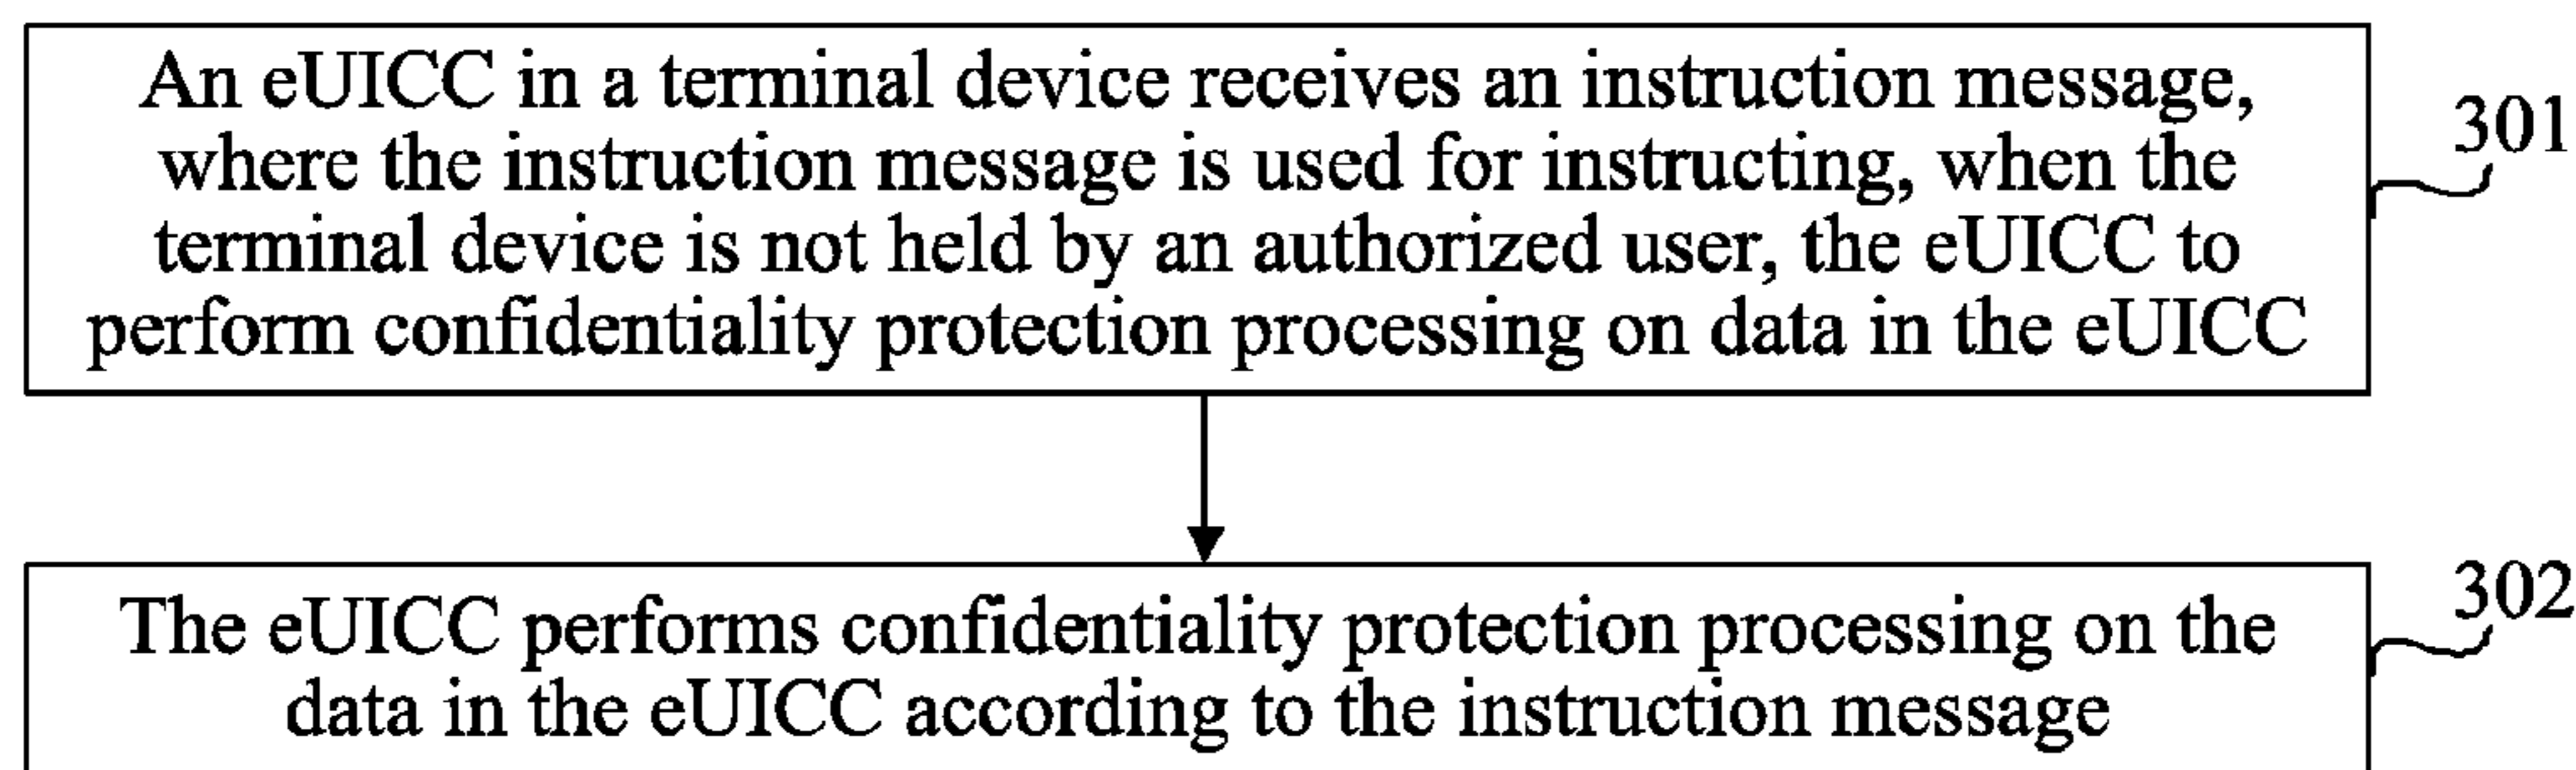 An eUICC in a terminal device receives an instruction message,
where the instruction message is used for instructing, when the
terminal device is not held by an authorized user, the eUICC to
perform confidentiality protection processing on data in the eUICC
301
The eUICC performs confidentiality protection processing on the
data in the eUICC according to the instruction message
302